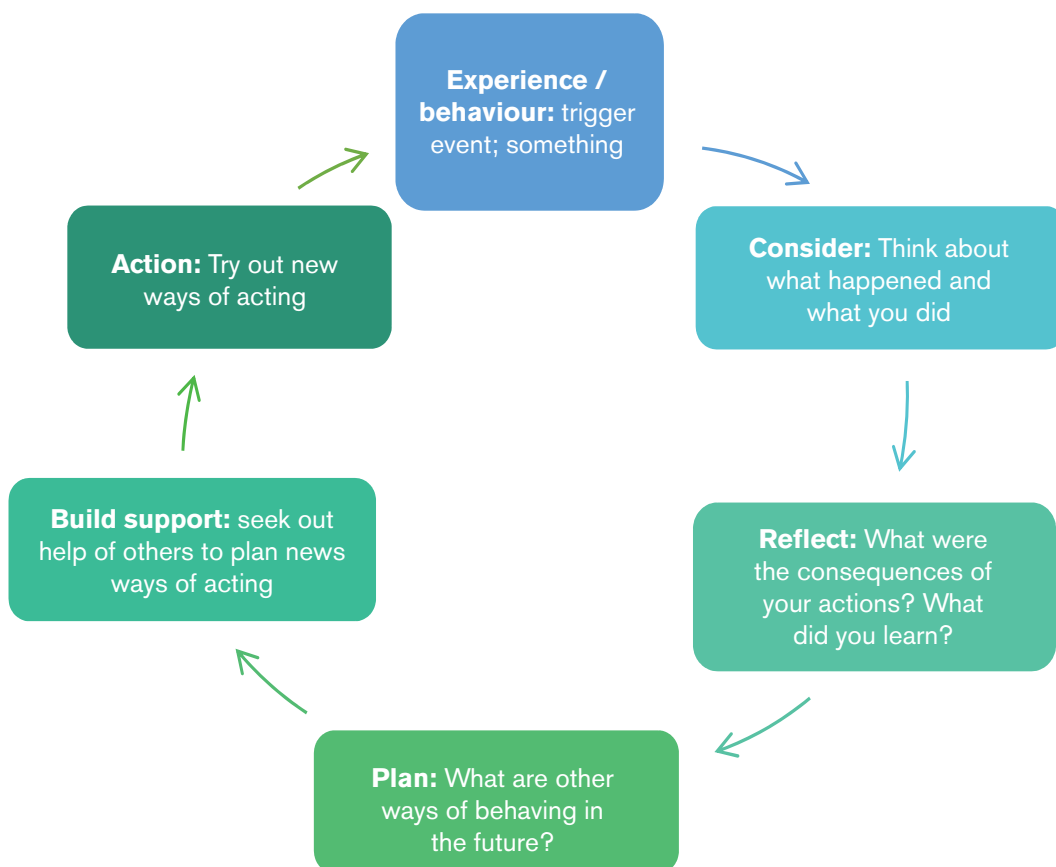 Experience /
behaviour: trigger
event; something
Consider: Think about
what happened and
what you did
Reflect: What were
the consequences of
your actions? What
did you learn?
Plan: What are other
ways of behaving in
the future?
Build support: seek out
help of others to plan news
ways of acting
Action: Try out new
ways of acting